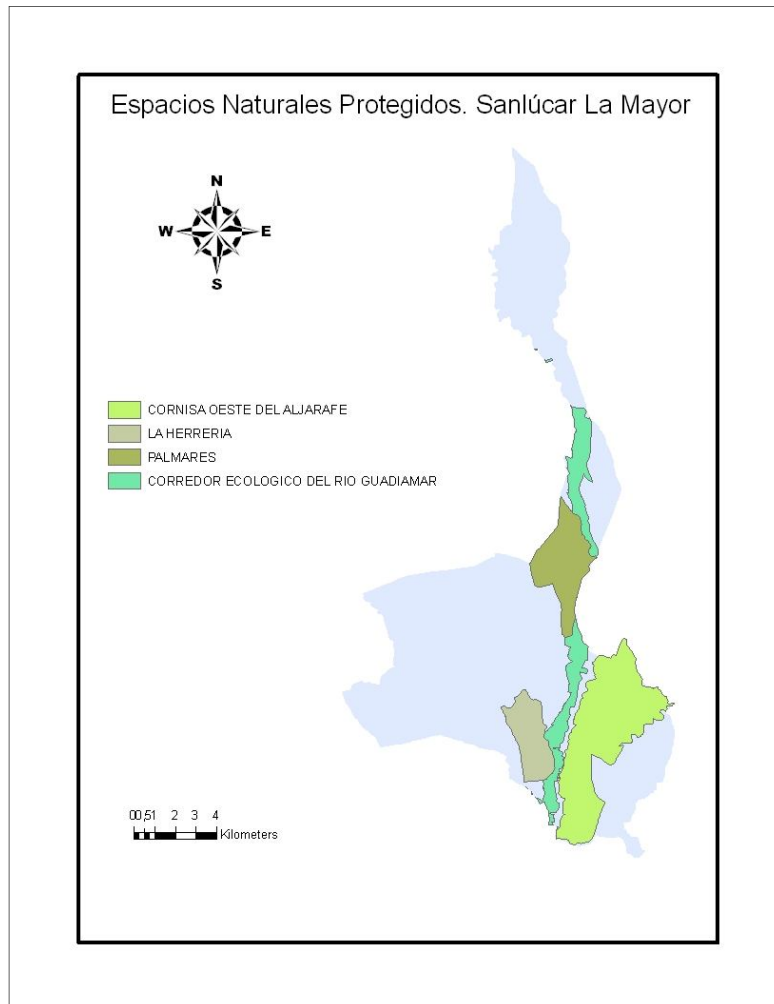 Espacios Naturales Protegidos. Sanlúcar La Mayor
N
W E
S
CORNISA OESTE DEL ALJARAFE
LA HERRERIA
PALMARES
CORREDOR ECOLOGICO DEL RIO GUADIAMAR
00,51 2 3 4
Kilometers